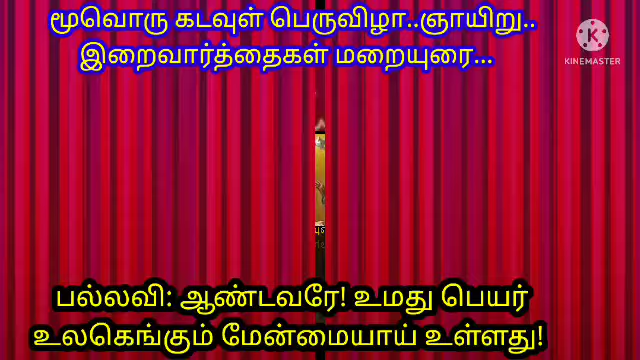 மூவொரு கடவுள் பெருவிழா..ஞாயிறு..
இறைவார்த்தைகள் மறையுரை...
KINEMASTER
பல்லவி: ஆண்டவரே! உமது பெயர்
உலகெங்கும் மேன்மையாய் உள்ளது!